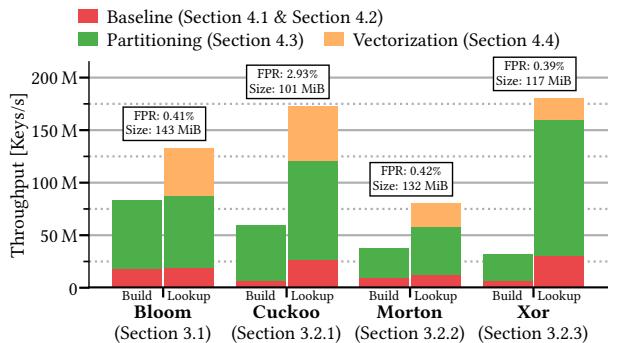 Baseline (Section 4.1 & Section 4.2)
Partitioning (Section 4.3) Vectorization (Section 4.4)
Throughput [Keys/s]
200 M
150 M
100 M
50 M
0
FPR: 0.41%
Size: 143 MiB
FPR: 2.93%
Size: 101 MiB
FPR: 0.42%
Size: 132 MiB
FPR: 0.39%
Size: 117 MiB
Build Lookup Build Lookup Build Lookup Build Lookup
Bloom Cuckoo Morton Xor
(Section 3.1) (Section 3.2.1) (Section 3.2.2) (Section 3.2.3)